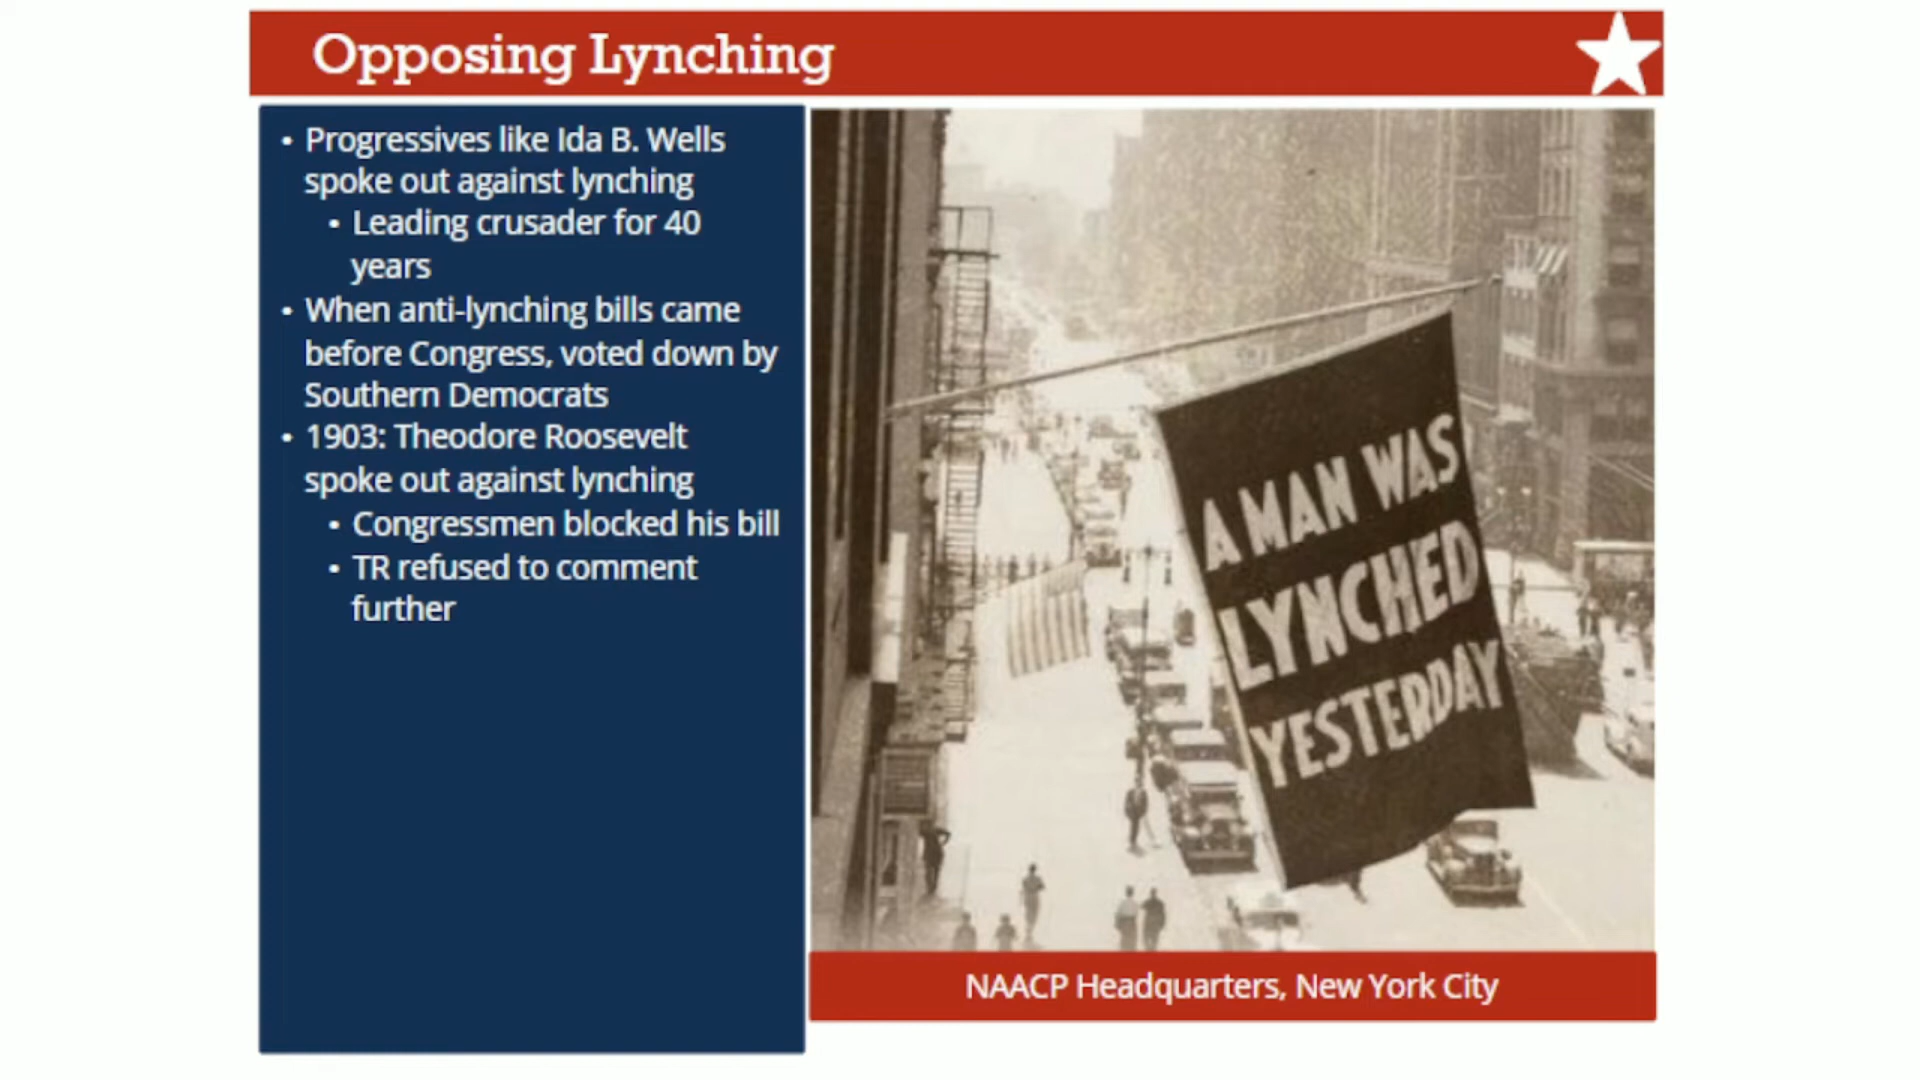 Opposing Lynching
• Progressives like Ida B. Wells
spoke out against lynching
• Leading crusader for 40
years
• When anti-lynching bills came
before Congress, voted down by
Southern Democrats
• 1903: Theodore Roosevelt
spoke out against lynching
• Congressmen blocked his bill
• TR refused to comment
further
A MAN WAS
LYNCHED
YESTERDAY
NAACP Headquarters, New York City